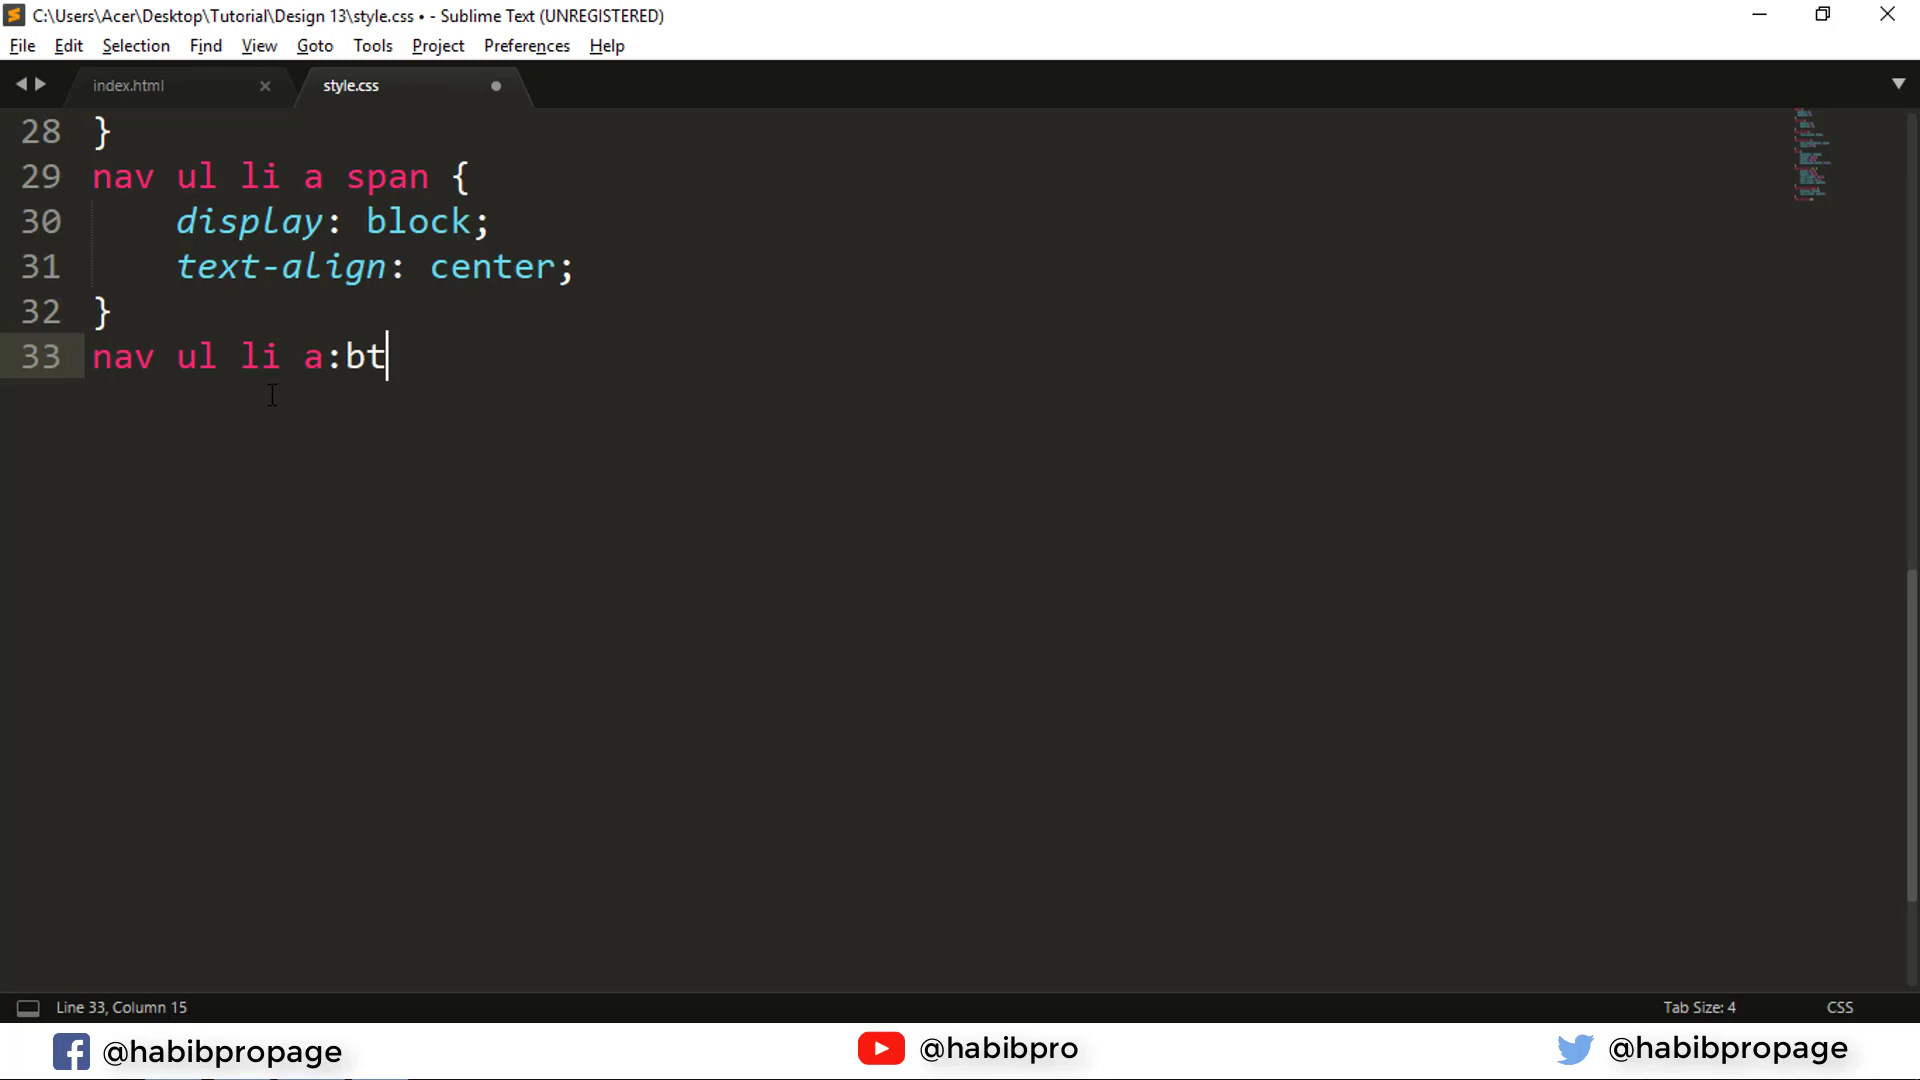 C:\Users\Acer\Desktop\Tutorial\Design 13\style.css • - Sublime Text (UNREGISTERED)
File Edit Selection Find View Goto Tools Project Preferences Help
index.html style.css
28 }
29 nav ul li a span {
30 display: block;
31 text-align: center;
32 }
33 nav ul li a:bt
Line 33, Column 15 Tab Size: 4 CSS
@habibpropage @habibpro @habibpropage